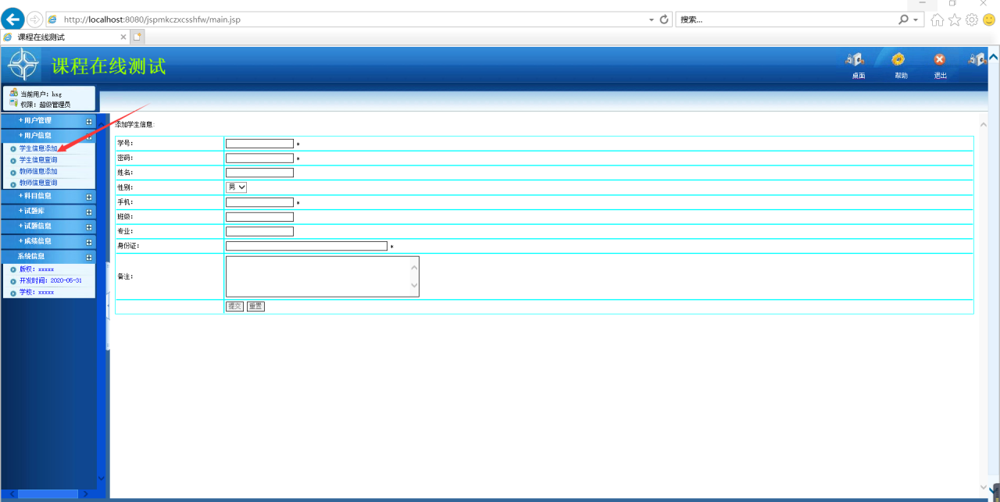 http://localhost:8080/jspmkczxcsshfw/main.jsp
搜索...
课程在线测试
课程在线测试
桌面
帮助
退出
当前用户: hsg
权限: 超级管理员
+用户管理
+用户信息
学生信息添加
学生信息查询
教师信息添加
教师信息查询
+科目信息
+试题库
+试题信息
+成绩信息
系统信息
版权: xxxxx
开发时间: 2020-05-31
学校: xxxxx
添加学生信息:
学号: *
密码: *
姓名:
性别: 男
手机: *
班级:
专业:
身份证: *
备注:
提交 重置